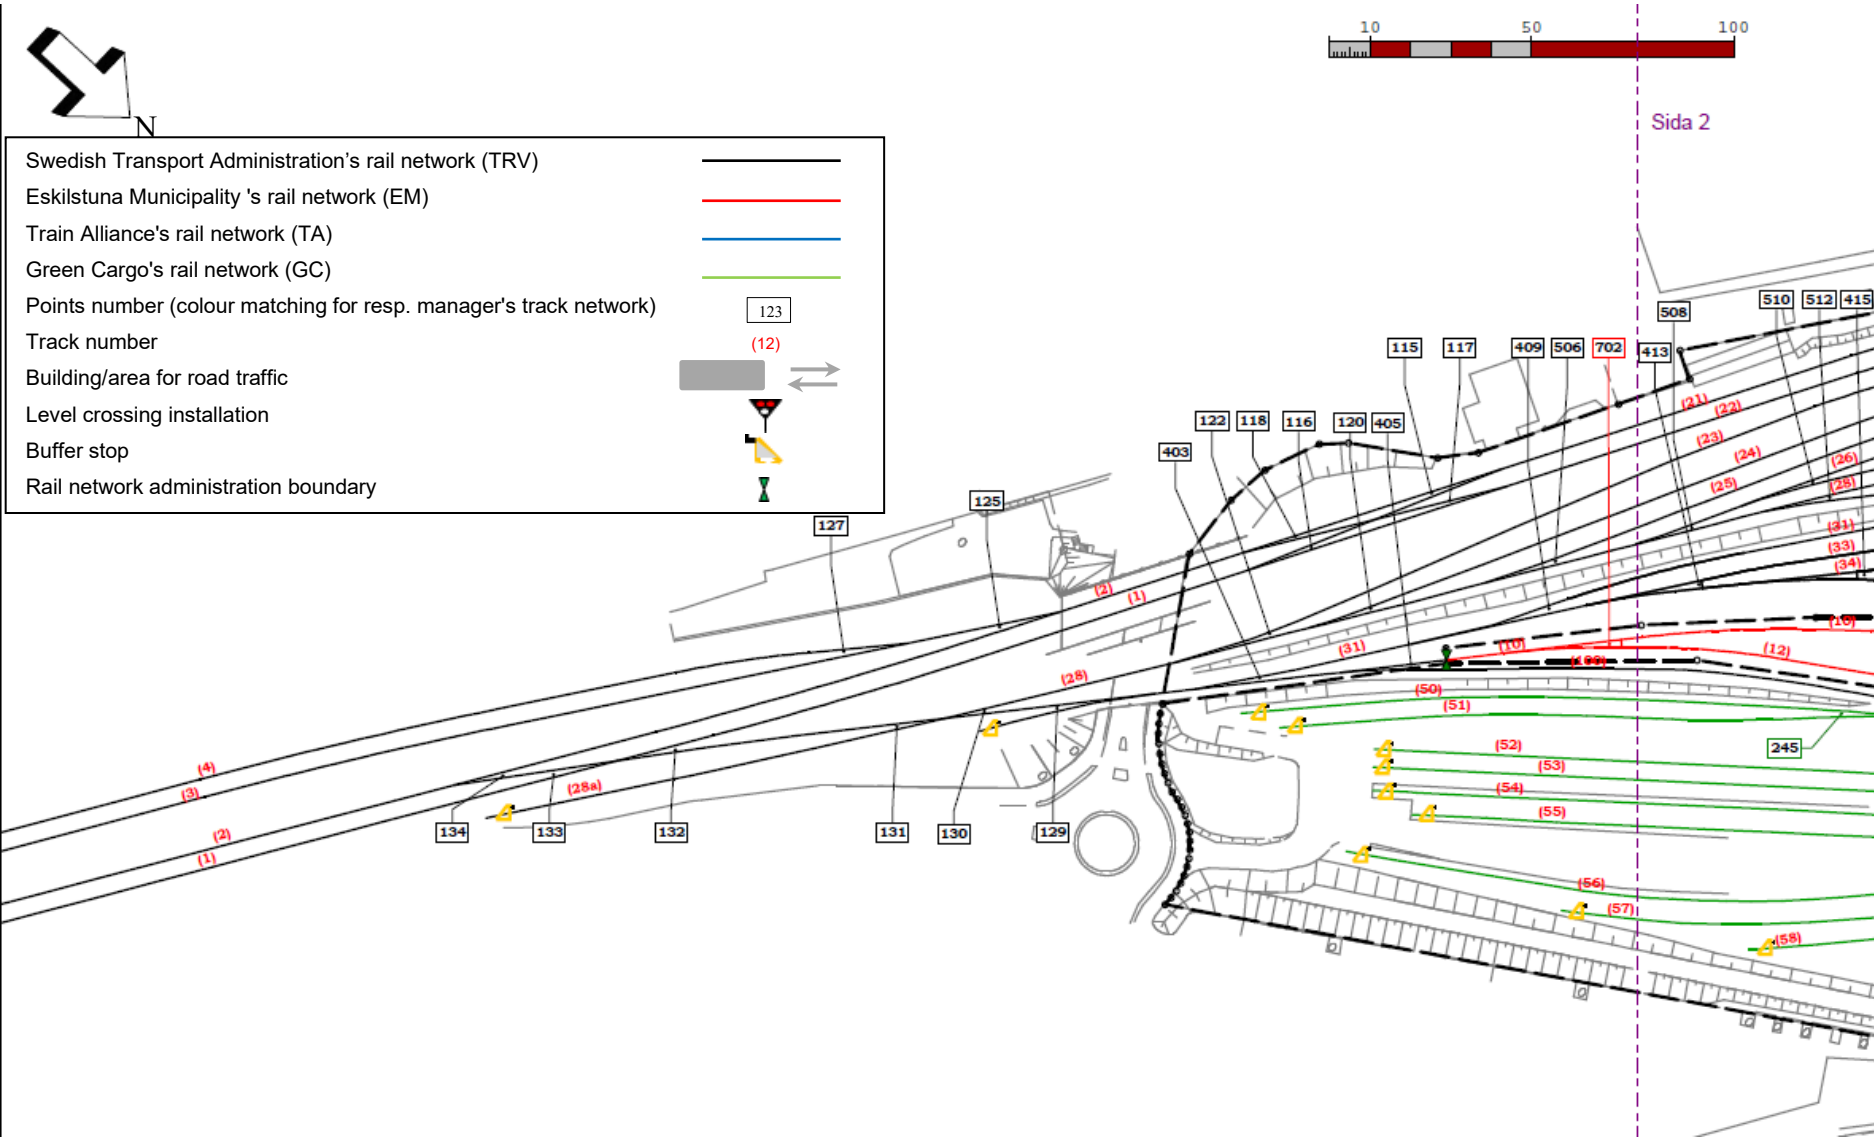 10 50 100
N
Sida 2
Swedish Transport Administration’s rail network (TRV)
Eskilstuna Municipality 's rail network (EM)
Train Alliance's rail network (TA)
Green Cargo's rail network (GC)
Points number (colour matching for resp. manager's track network) 123
Track number (12)
Building/area for road traffic
Level crossing installation
Buffer stop
Rail network administration boundary
510 512 415
508
115 117 409 506 702 413
122 118 116 120 405
403
125
127
(21)
(22)
(23)
(24)
(25)
(26)
(28)
(31)
(33)
(34)
(2)
(1)
(31)
(10)
(12)
(28)
(50)
(51)
(52)
(53)
(54)
(55)
245
(4)
(3)
(28a)
(2)
(1)
134 133 132 131 130 129
(56)
(57)
(58)